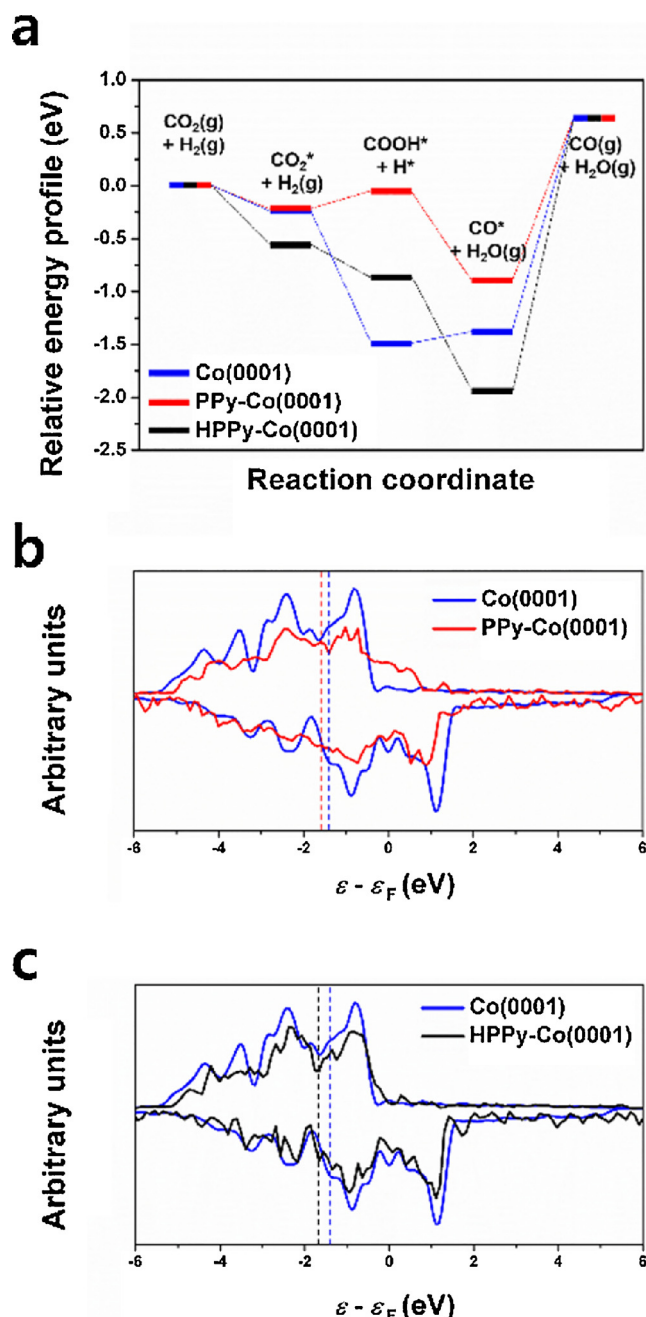 a
Relative energy profile (eV)
1.0
0.5
0.0
-0.5
-1.0
-1.5
-2.0
-2.5
CO2(g)
+ H2(g)
CO2*
+ H2(g)
COOH*
+ H*
CO*
+ H2O(g)
CO(g)
+ H2O(g)
Co(0001)
PPy-Co(0001)
HPPy-Co(0001)
Reaction coordinate
b
Arbitrary units
Co(0001)
PPy-Co(0001)
-6 -4 -2 0 2 4 6
ε - εF (eV)
c
Arbitrary units
Co(0001)
HPPy-Co(0001)
-6 -4 -2 0 2 4 6
ε - εF (eV)